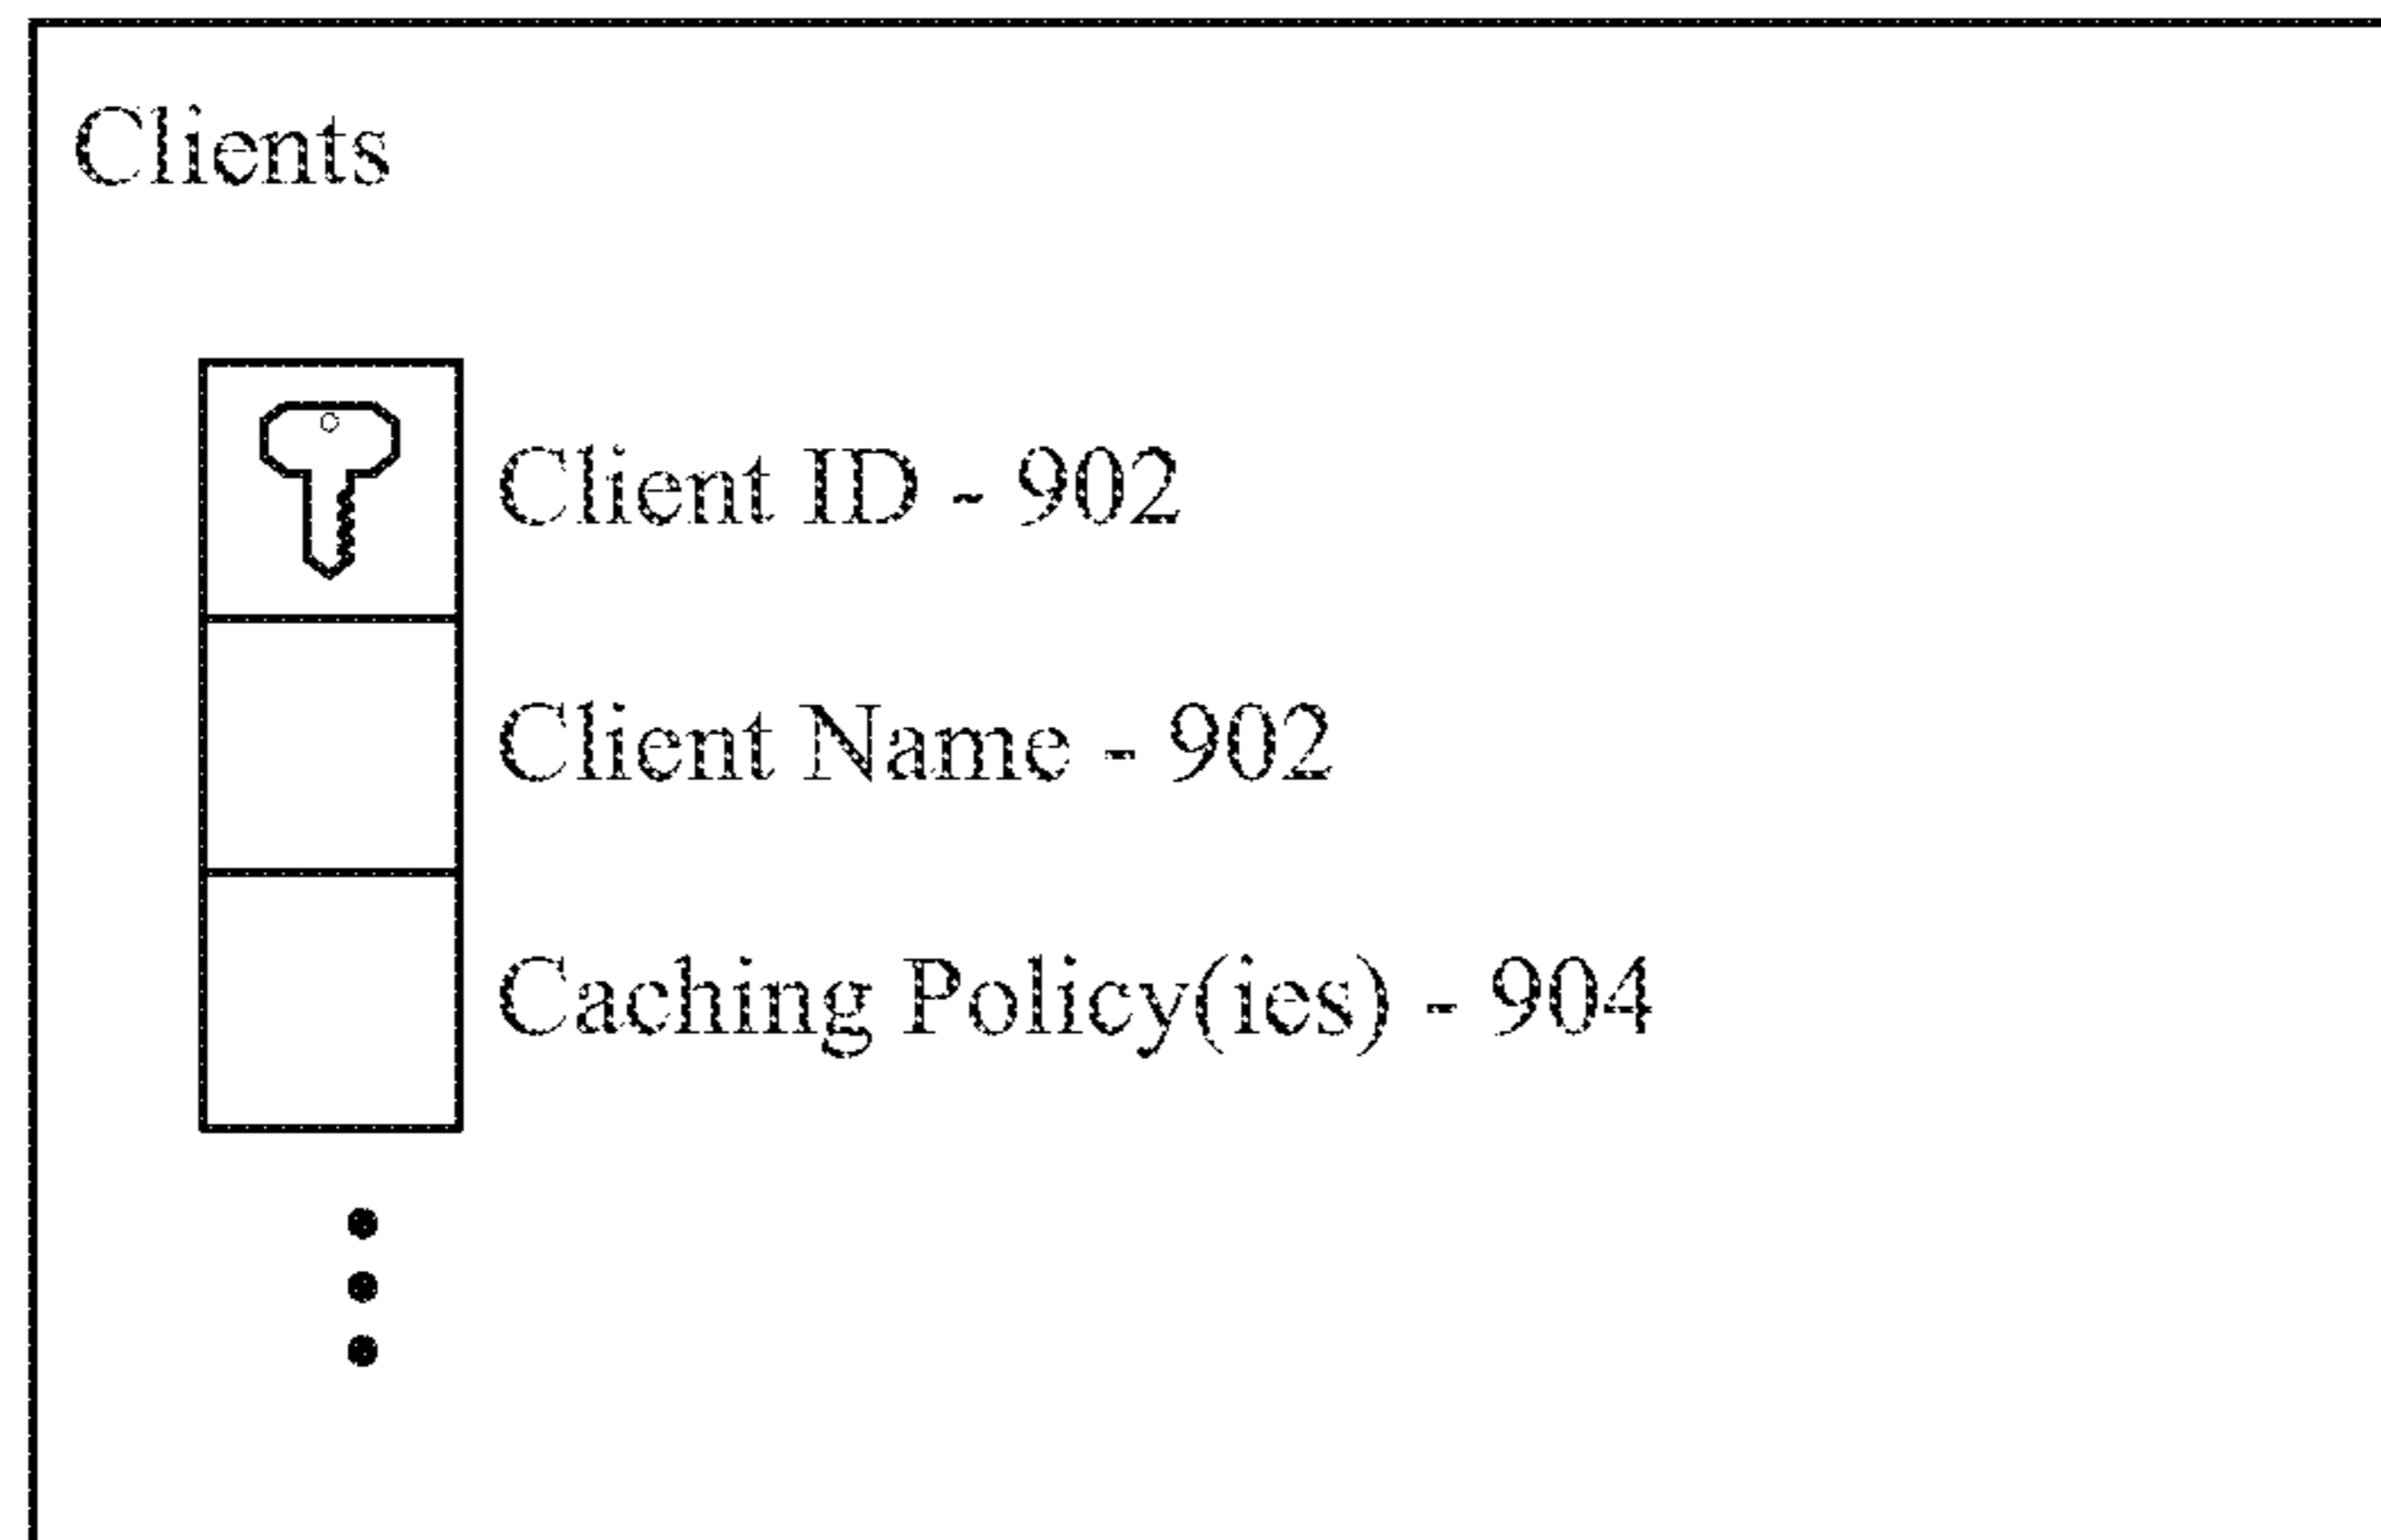 Clients
Client ID - 902
Client Name - 902
Caching Policy(ies) - 904